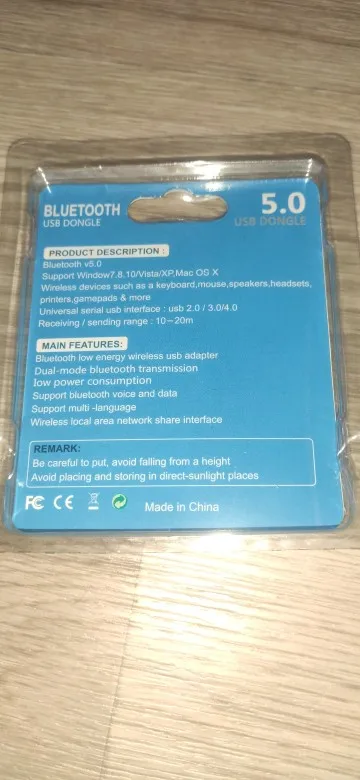 BLUETOOTH
USB DONGLE
5.0
USB DONGLE
PRODUCT DESCRIPTION :
Bluetooth v5.0
Support Window7.8.10/Vista/XP,Mac OS X
Wireless devices such as a keyboard,mouse,speakers,headsets,
printers,gamepads & more
Universal serial usb interface : usb 2.0 / 3.0/4.0
Receiving / sending range : 10-20m
MAIN FEATURES:
Bluetooth low energy wireless usb adapter
Dual-mode bluetooth transmission
low power consumption
Support bluetooth voice and data
Support multi -language
Wireless local area network share interface
REMARK:
Be careful to put, avoid falling from a height
Avoid placing and storing in direct-sunlight places
FC CE Made in China